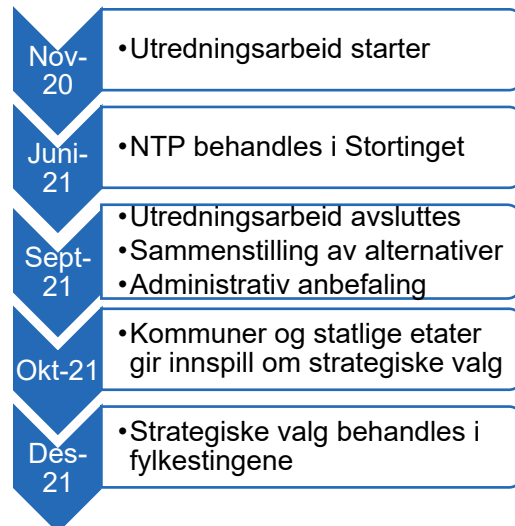 Nov-
20
•Utredningsarbeid starter
Juni-
21
•NTP behandles i Stortinget
Sept-
21
•Utredningsarbeid avsluttes
•Sammenstilling av alternativer
•Administrativ anbefaling
Okt-21
•Kommuner og statlige etater
gir innspill om strategiske valg
Des-
21
•Strategiske valg behandles i
fylkestingene